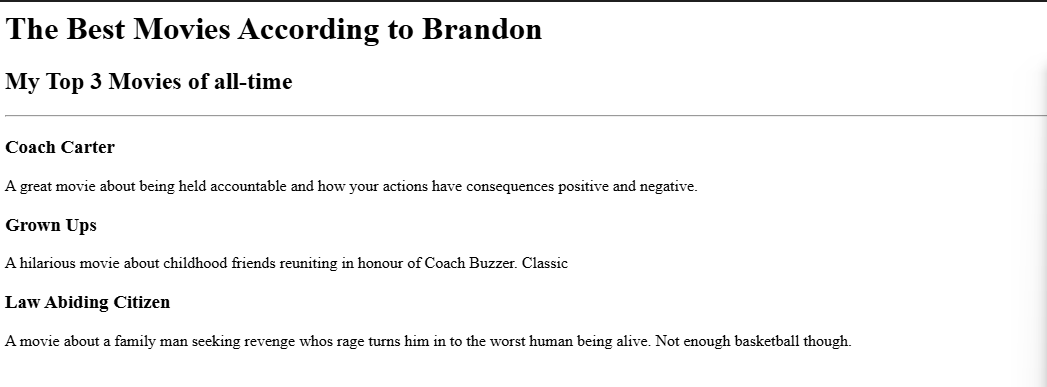 The Best Movies According to Brandon
My Top 3 Movies of all-time
Coach Carter
A great movie about being held accountable and how your actions have consequences positive and negative.
Grown Ups
A hilarious movie about childhood friends reuniting in honour of Coach Buzzer. Classic
Law Abiding Citizen
A movie about a family man seeking revenge whos rage turns him in to the worst human being alive. Not enough basketball though.